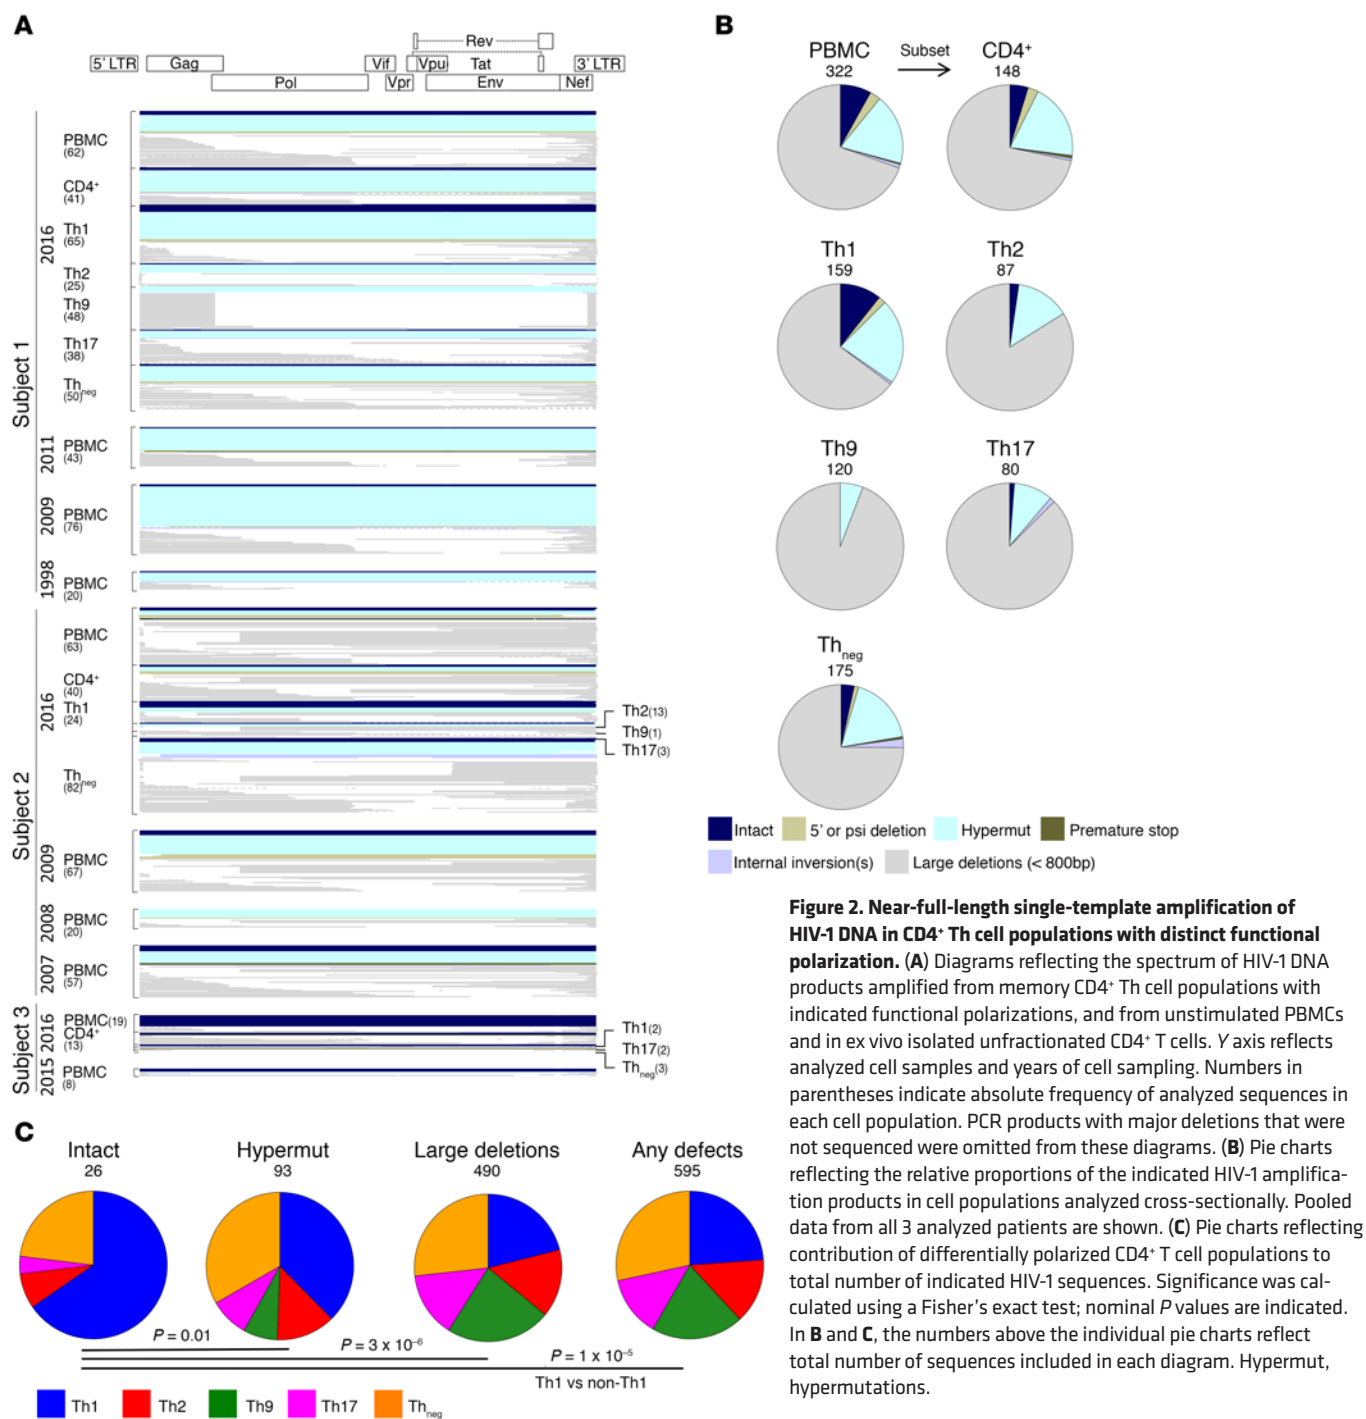 A
Rev
5' LTR
Gag
Vif
Vpu
Tat
3' LTR
Pol
Vpr
Env
Nef
Subject 1
2016
PBMC
(62)
CD4⁺
(41)
Th1
(65)
Th2
(25)
Th9
(48)
Th17
(38)
Th neg
(50)
2011
PBMC
(43)
2009
PBMC
(76)
1998
PBMC
(20)
Subject 2
2016
PBMC
(63)
CD4⁺
(40)
Th1
(24)
Th2(13)
Th9(1)
Th17(3)
Th neg
(82)
2009
PBMC
(67)
2008
PBMC
(20)
2007
PBMC
(57)
Subject 3
2016
PBMC(19)
CD4⁺
(13)
Th1(2)
Th17(2)
Th neg(3)
2015
PBMC
(8)
B
PBMC
322
Subset
CD4⁺
148
Th1
159
Th2
87
Th9
120
Th17
80
Th neg
175
Intact
5' or psi deletion
Hypermut
Premature stop
Internal inversion(s)
Large deletions (< 800bp)
C
Intact
26
Hypermut
93
Large deletions
490
Any defects
595
P = 0.01
P = 3 x 10⁻⁶
P = 1 x 10⁻⁵
Th1 vs non-Th1
Th1
Th2
Th9
Th17
Th neg
Figure 2. Near-full-length single-template amplification of
HIV-1 DNA in CD4⁺ Th cell populations with distinct functional
polarization. (A) Diagrams reflecting the spectrum of HIV-1 DNA
products amplified from memory CD4⁺ Th cell populations with
indicated functional polarizations, and from unstimulated PBMCs
and in ex vivo isolated unfractionated CD4⁺ T cells. Y axis reflects
analyzed cell samples and years of cell sampling. Numbers in
parentheses indicate absolute frequency of analyzed sequences in
each cell population. PCR products with major deletions that were
not sequenced were omitted from these diagrams. (B) Pie charts
reflecting the relative proportions of the indicated HIV-1 amplifica-
tion products in cell populations analyzed cross-sectionally. Pooled
data from all 3 analyzed patients are shown. (C) Pie charts reflecting
contribution of differentially polarized CD4⁺ T cell populations to
total number of indicated HIV-1 sequences. Significance was cal-
culated using a Fisher's exact test; nominal P values are indicated.
In B and C, the numbers above the individual pie charts reflect
total number of sequences included in each diagram. Hypermut,
hypermutations.